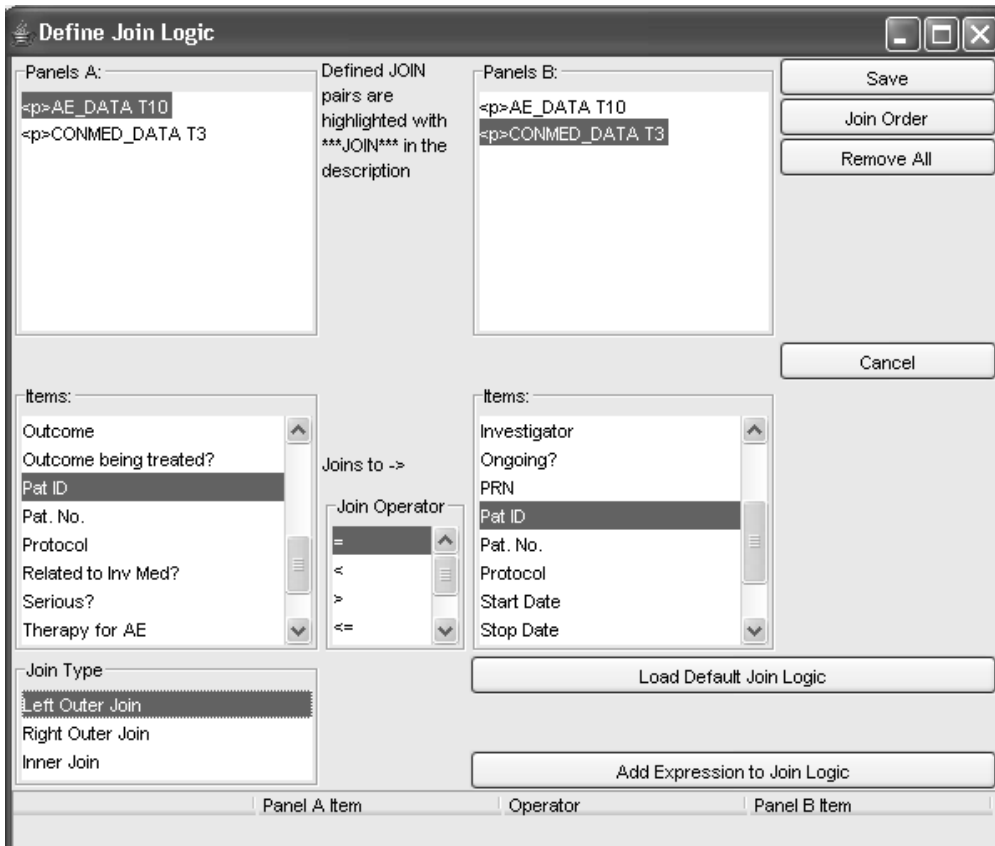 Define Join Logic
Panels A:
<p>AE_DATA T10
<p>CONMED_DATA T3
Defined JOIN
pairs are
highlighted with
***JOIN*** in the
description
Panels B:
<p>AE_DATA T10
<p>CONMED_DATA T3
Save
Join Order
Remove All
Cancel
Items:
Outcome
Outcome being treated?
Pat ID
Pat. No.
Protocol
Related to Inv Med?
Serious?
Therapy for AE
Joins to ->
Join Operator
=
<
>
<=
Items:
Investigator
Ongoing?
PRN
Pat ID
Pat. No.
Protocol
Start Date
Stop Date
Join Type
Left Outer Join
Right Outer Join
Inner Join
Load Default Join Logic
Add Expression to Join Logic
Panel A Item Operator Panel B Item